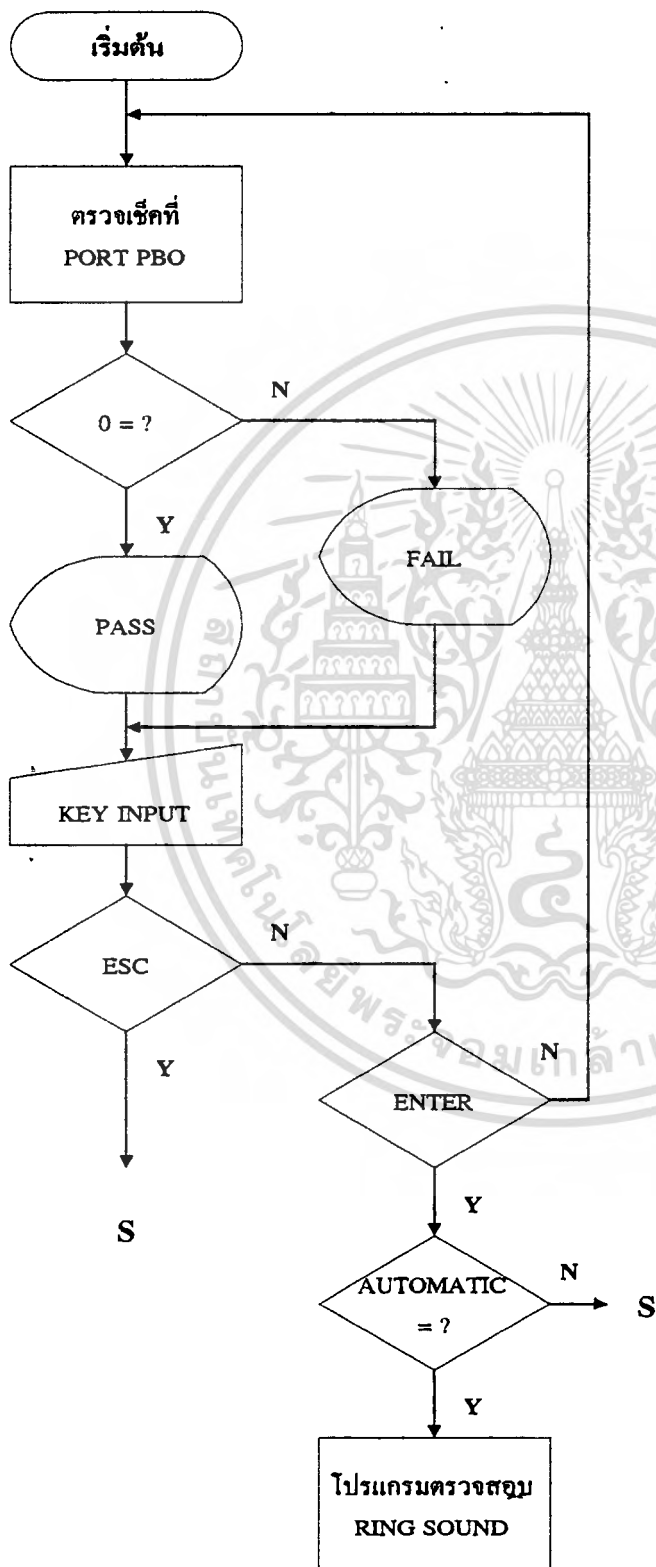 เริ่มต้น
ตรวจเช็คที่
PORT PBO
0 = ?
N
Y
FAIL
PASS
KEY INPUT
ESC
N
Y
ENTER
N
Y
S
AUTOMATIC
= ?
N
S
Y
โปรแกรมตรวจสอบ
RING SOUND